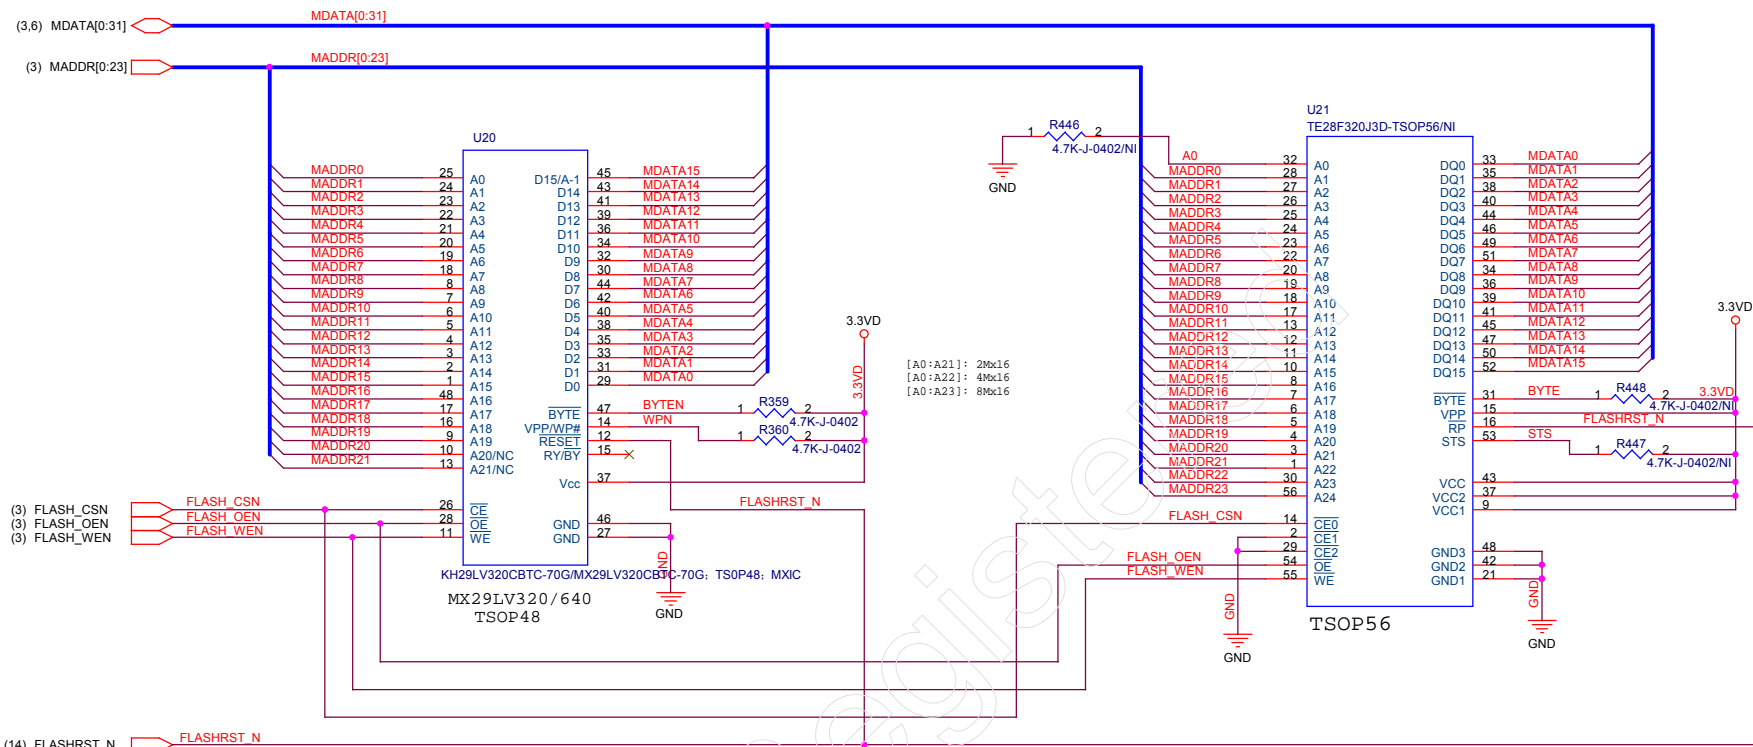 (3,6) MDATA[0:31] MDATA[0:31]
(3) MADDR[0:23] MADDR[0:23]
U20
MADDR0 25 A0 D15/A-1 45 MDATA15
MADDR1 24 A1 D14 43 MDATA14
MADDR2 23 A2 D13 41 MDATA13
MADDR3 22 A3 D12 39 MDATA12
MADDR4 21 A4 D11 36 MDATA11
MADDR5 20 A5 D10 34 MDATA10
MADDR6 19 A6 D9 32 MDATA9
MADDR7 18 A7 D8 30 MDATA8
MADDR8 8 A8 D7 44 MDATA7
MADDR9 7 A9 D6 42 MDATA6
MADDR10 6 A10 D5 40 MDATA5
MADDR11 5 A11 D4 38 MDATA4
MADDR12 4 A12 D3 35 MDATA3
MADDR13 3 A13 D2 33 MDATA2
MADDR14 2 A14 D1 31 MDATA1
MADDR15 1 A15 D0 29 MDATA0
MADDR16 48 A16
MADDR17 17 A17 BYTE 47 BYTEN 1 R359 2 4.7K-J-0402
MADDR18 16 A18 VPP/WP# 14 WPN
MADDR19 9 A19 RESET 12 1 R360 2 4.7K-J-0402
MADDR20 10 A20/NC RY/BY 15
MADDR21 13 A21/NC
Vcc 37
3.3VD
3.3VD
FLASHRST_N
(3) FLASH_CSN FLASH_CSN 26 CE
(3) FLASH_OEN FLASH_OEN 28 OE GND 46
(3) FLASH_WEN FLASH_WEN 11 WE GND 27
GND
KH29LV320CBTC-70G/MX29LV320CBTC-70G; TS0P48; MXIC
MX29LV320/640
TSOP48
GND
[A0:A21]: 2Mx16
[A0:A22]: 4Mx16
[A0:A23]: 8Mx16
U21
TE28F320J3D-TSOP56/NI
1 R446 2
4.7K-J-0402/NI
GND
A0 32 A0 DQ0 33 MDATA0
MADDR0 28 A1 DQ1 35 MDATA1
MADDR1 27 A2 DQ2 38 MDATA2
MADDR2 26 A3 DQ3 40 MDATA3
MADDR3 25 A4 DQ4 44 MDATA4
MADDR4 24 A5 DQ5 46 MDATA5
MADDR5 23 A6 DQ6 49 MDATA6
MADDR6 22 A7 DQ7 51 MDATA7
MADDR7 20 A8 DQ8 34 MDATA8
MADDR8 19 A9 DQ9 36 MDATA9
MADDR9 18 A10 DQ10 39 MDATA10
MADDR10 17 A11 DQ11 41 MDATA11
MADDR11 13 A12 DQ12 45 MDATA12
MADDR12 12 A13 DQ13 47 MDATA13
MADDR13 11 A14 DQ14 50 MDATA14
MADDR14 10 A15 DQ15 52 MDATA15
MADDR15 8 A16
MADDR16 7 A17 BYTE 31 BYTE 1 R448 2 3.3VD
MADDR17 6 A18 VPP 15 4.7K-J-0402/NI
MADDR18 5 A19 RP 16 FLASHRST_N
MADDR19 4 A20 STS 53 STS
MADDR20 3 A21 1 R447 2
MADDR21 1 A22 4.7K-J-0402/NI
MADDR22 30 A23 VCC 43
MADDR23 56 A24 VCC2 37
VCC1 9
3.3VD
FLASH_CSN 14 CE0
2 CE1
29 CE2 GND3 48
FLASH_OEN 54 OE GND2 42
FLASH_WEN 55 WE GND1 21
GND
GND
TSOP56
GND
GND
(14) FLASHRST_N FLASHRST_N
egister